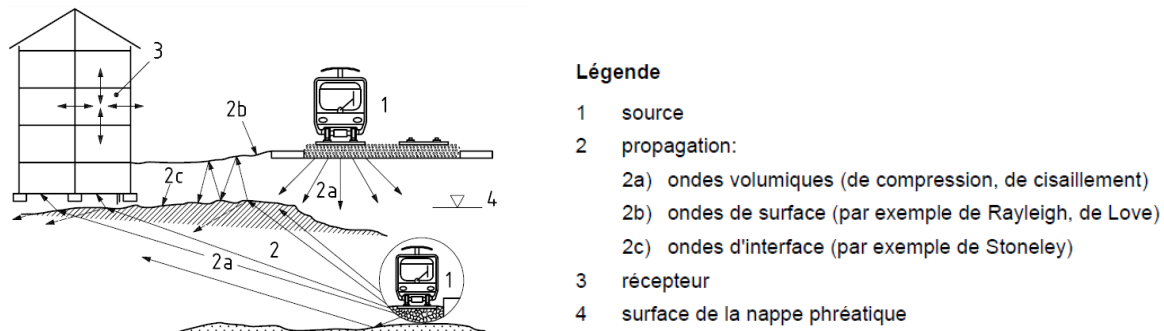 3
1
2b
2c
2a
4
2
2a
1
Légende
1 source
2 propagation:
2a) ondes volumiques (de compression, de cisaillement)
2b) ondes de surface (par exemple de Rayleigh, de Love)
2c) ondes d'interface (par exemple de Stoneley)
3 récepteur
4 surface de la nappe phréatique